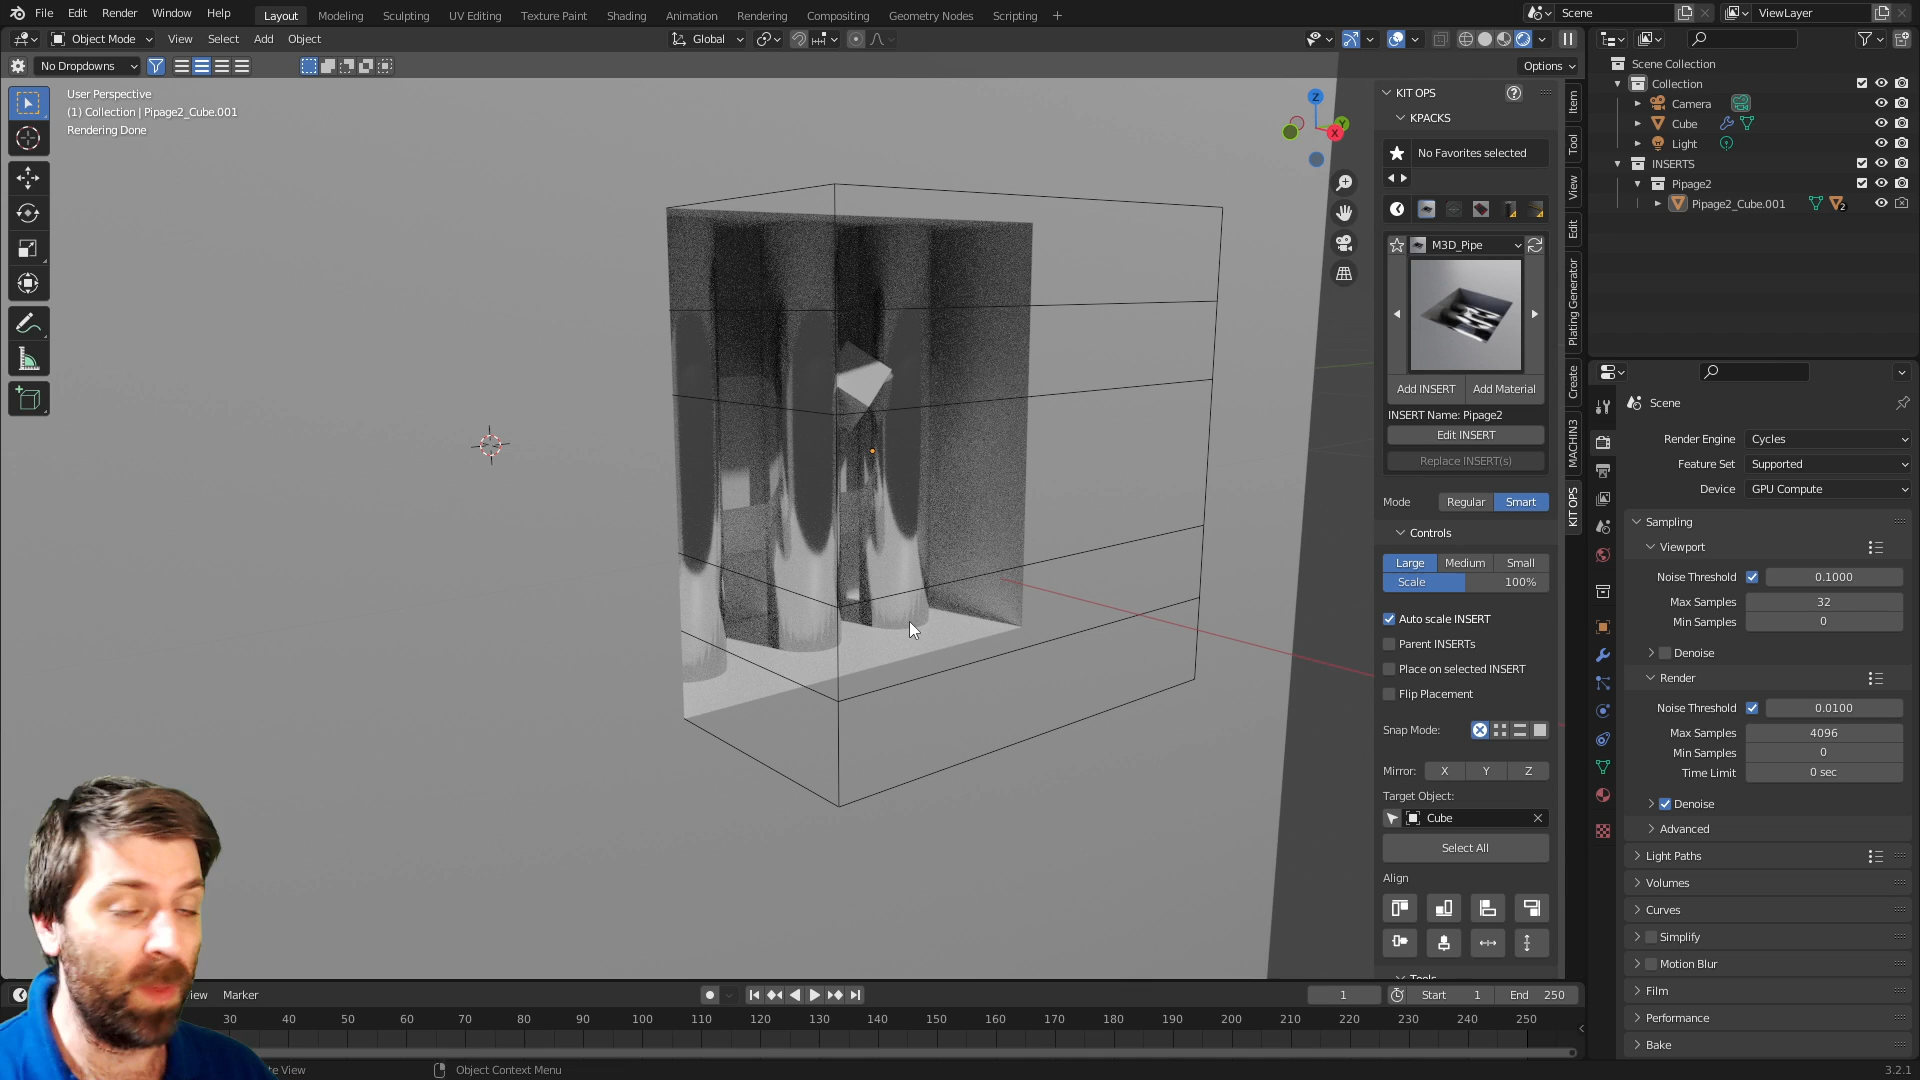 File Edit Render Window Help
Layout Modeling Sculpting UV Editing Texture Paint Shading Animation Rendering Compositing Geometry Nodes Scripting
Scene
ViewLayer
Object Mode View Select Add Object
Global
No Dropdowns
Options
User Perspective
(1) Collection | Pipage2_Cube.001
Rendering Done
Z
Y
X
KIT OPS
KPACKS
No Favorites selected
M3D_Pipe
Add INSERT Add Material
INSERT Name: Pipage2
Edit INSERT
Replace INSERT(s)
Mode Regular Smart
Controls
Large Medium Small
Scale 100%
Auto scale INSERT
Parent INSERTs
Place on selected INSERT
Flip Placement
Snap Mode:
Mirror: X Y Z
Target Object:
Cube
Select All
Align
Tools
Item
Tool
View
Edit
Plating Generator
Create
MACHIN3
KIT OPS
Scene Collection
Collection
Camera
Cube
Light
INSERTS
Pipage2
Pipage2_Cube.001
2
Scene
Render Engine Cycles
Feature Set Supported
Device GPU Compute
Sampling
Viewport
Noise Threshold 0.1000
Max Samples 32
Min Samples 0
Denoise
Render
Noise Threshold 0.0100
Max Samples 4096
Min Samples 0
Time Limit 0 sec
Denoise
Advanced
Light Paths
Volumes
Curves
Simplify
Motion Blur
Film
Performance
Bake
Marker
1 Start 1 End 250
30 40 50 60 70 80 90 100 110 120 130 140 150 160 170 180 190 200 210 220 230 240 250
View
Object Context Menu
3.2.1